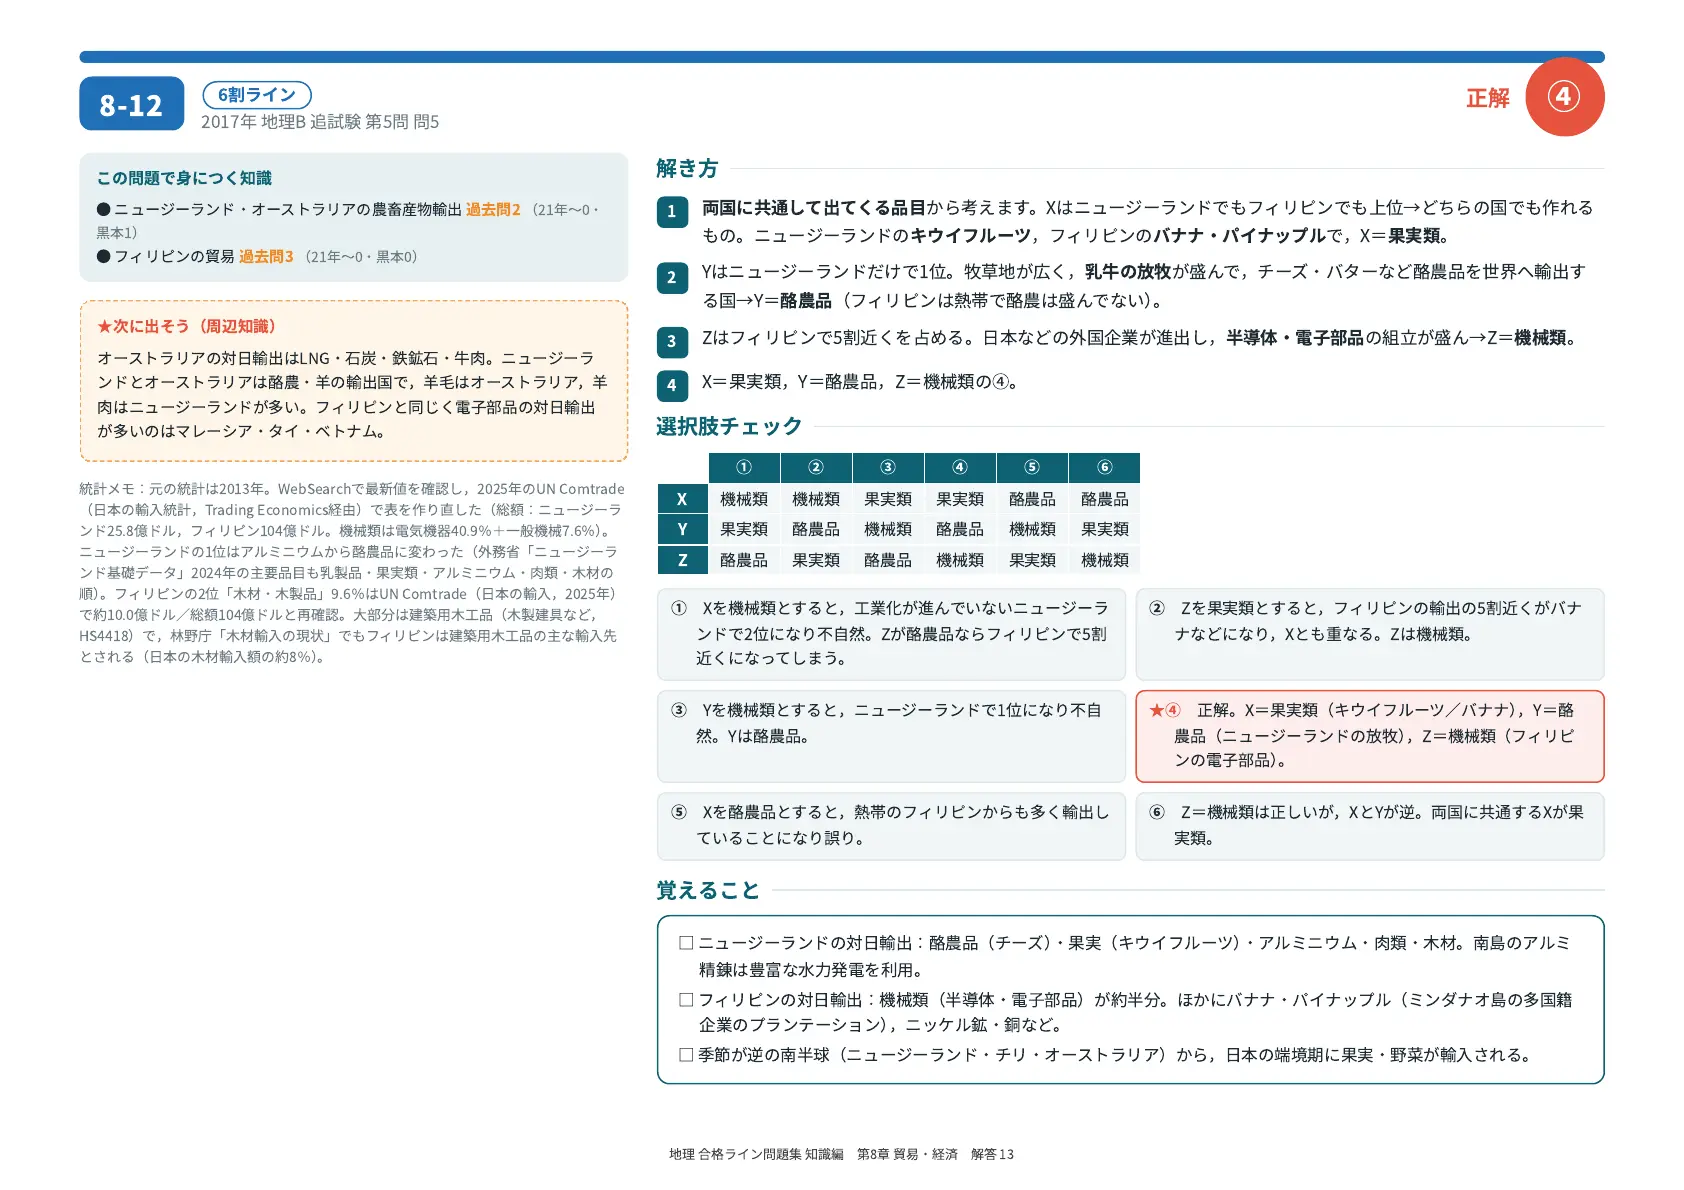 8-12
6割ライン
2017年 地理B 追試験 第5問 問5
正解 ④
この問題で身につく知識
● ニュージーランド・オーストラリアの農畜産物輸出 過去問2 （21年〜0・
黒本1）
● フィリピンの貿易 過去問3 （21年〜0・黒本0）
★次に出そう（周辺知識）
オーストラリアの対日輸出はLNG・石炭・鉄鉱石・牛肉。ニュージーラ
ンドとオーストラリアは酪農・羊の輸出国で，羊毛はオーストラリア，羊
肉はニュージーランドが多い。フィリピンと同じく電子部品の対日輸出
が多いのはマレーシア・タイ・ベトナム。
統計メモ：元の統計は2013年。WebSearchで最新値を確認し，2025年のUN Comtrade
（日本の輸入統計，Trading Economics経由）で表を作り直した（総額：ニュージーラ
ンド25.8億ドル，フィリピン104億ドル。機械類は電気機器40.9％＋一般機械7.6％）。
ニュージーランドの1位はアルミニウムから酪農品に変わった（外務省「ニュージーラ
ンド基礎データ」2024年の主要品目も乳製品・果実類・アルミニウム・肉類・木材の
順）。フィリピンの2位「木材・木製品」9.6％はUN Comtrade（日本の輸入，2025年）
で約10.0億ドル／総額104億ドルと再確認。大部分は建築用木工品（木製建具など，
HS4418）で，林野庁「木材輸入の現状」でもフィリピンは建築用木工品の主な輸入先
とされる（日本の木材輸入額の約8％）。
解き方
1 両国に共通して出てくる品目から考えます。Xはニュージーランドでもフィリピンでも上位→どちらの国でも作れる
もの。ニュージーランドのキウイフルーツ，フィリピンのバナナ・パイナップルで，X＝果実類。
2 Yはニュージーランドだけで1位。牧草地が広く，乳牛の放牧が盛んで，チーズ・バターなど酪農品を世界へ輸出す
る国→Y＝酪農品（フィリピンは熱帯で酪農は盛んでない）。
3 Zはフィリピンで5割近くを占める。日本などの外国企業が進出し，半導体・電子部品の組立が盛ん→Z＝機械類。
4 X＝果実類，Y＝酪農品，Z＝機械類の④。
選択肢チェック
① ② ③ ④ ⑤ ⑥
X 機械類 機械類 果実類 果実類 酪農品 酪農品
Y 果実類 酪農品 機械類 酪農品 機械類 果実類
Z 酪農品 果実類 酪農品 機械類 果実類 機械類
① Xを機械類とすると，工業化が進んでいないニュージーラ
ンドで2位になり不自然。Zが酪農品ならフィリピンで5割
近くになってしまう。
② Zを果実類とすると，フィリピンの輸出の5割近くがバナ
ナなどになり，Xとも重なる。Zは機械類。
③ Yを機械類とすると，ニュージーランドで1位になり不自
然。Yは酪農品。
★④ 正解。X＝果実類（キウイフルーツ／バナナ），Y＝酪
農品（ニュージーランドの放牧），Z＝機械類（フィリピ
ンの電子部品）。
⑤ Xを酪農品とすると，熱帯のフィリピンからも多く輸出し
ていることになり誤り。
⑥ Z＝機械類は正しいが，XとYが逆。両国に共通するXが果
実類。
覚えること
□ ニュージーランドの対日輸出：酪農品（チーズ）・果実（キウイフルーツ）・アルミニウム・肉類・木材。南島のアルミ
精錬は豊富な水力発電を利用。
□ フィリピンの対日輸出：機械類（半導体・電子部品）が約半分。ほかにバナナ・パイナップル（ミンダナオ島の多国籍
企業のプランテーション），ニッケル鉱・銅など。
□ 季節が逆の南半球（ニュージーランド・チリ・オーストラリア）から，日本の端境期に果実・野菜が輸入される。
地理 合格ライン問題集 知識編 第8章 貿易・経済 解答13